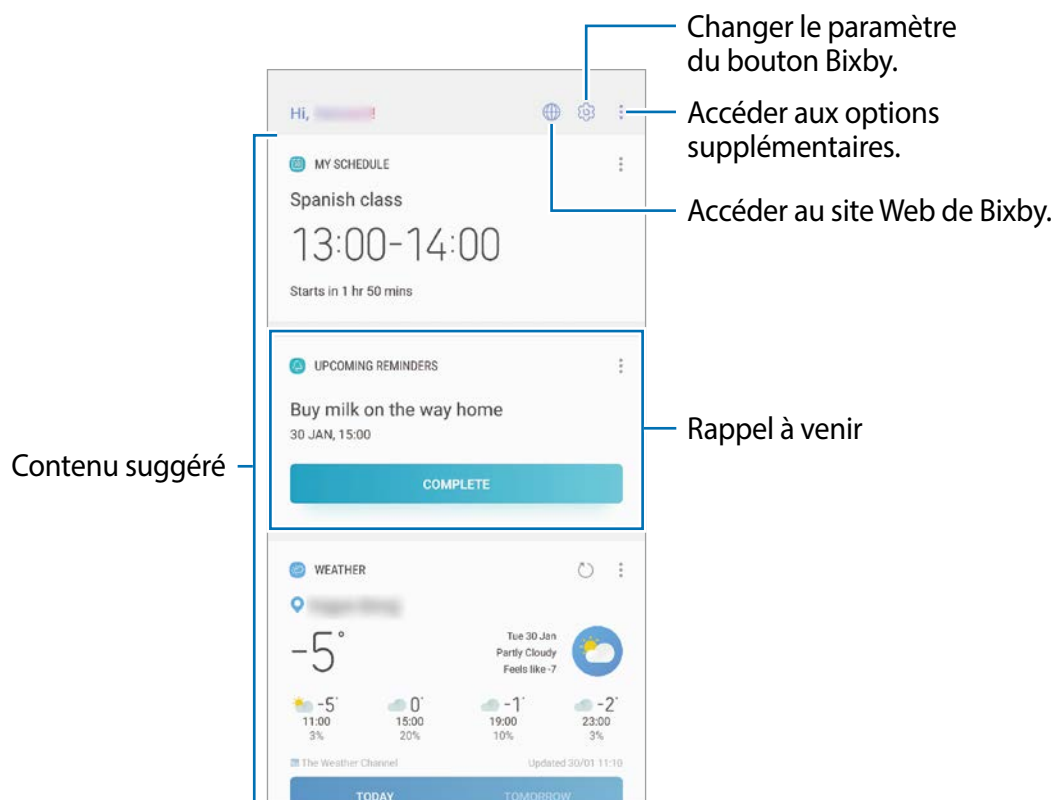 Changer le paramètre
du bouton Bixby.
Hi, !
Accéder aux options
supplémentaires.
MY SCHEDULE
Accéder au site Web de Bixby.
Spanish class
13:00-14:00
Starts in 1 hr 50 mins
UPCOMING REMINDERS
Buy milk on the way home
30 JAN, 15:00
Rappel à venir
Contenu suggéré
COMPLETE
WEATHER
-5°
Tue 30 Jan
Partly Cloudy
Feels like -7
-5° 0° -1° -2°
11:00 15:00 19:00 23:00
3% 20% 10% 3%
The Weather Channel Updated 30/01 11:10
TODAY TOMORROW